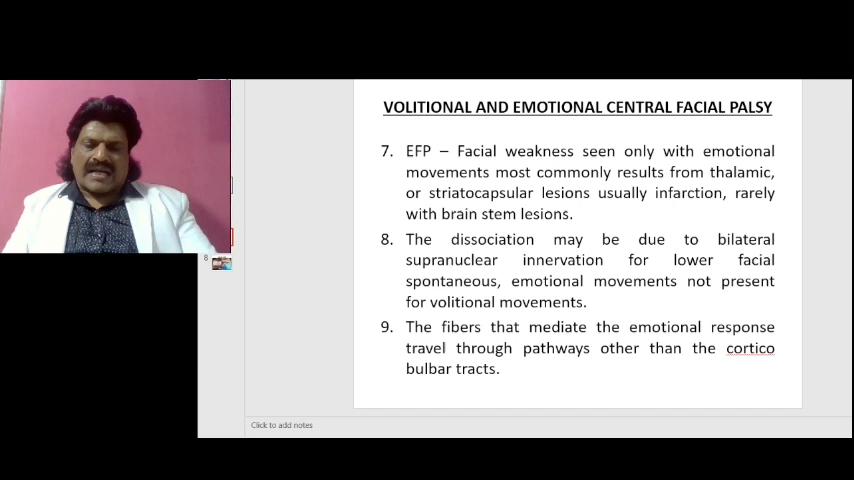 VOLITIONAL AND EMOTIONAL CENTRAL FACIAL PALSY
7. EFP – Facial weakness seen only with emotional
movements most commonly results from thalamic,
or striatocapsular lesions usually infarction, rarely
with brain stem lesions.
8. The dissociation may be due to bilateral
supranuclear innervation for lower facial
spontaneous, emotional movements not present
for volitional movements.
9. The fibers that mediate the emotional response
travel through pathways other than the cortico
bulbar tracts.
8
Click to add notes